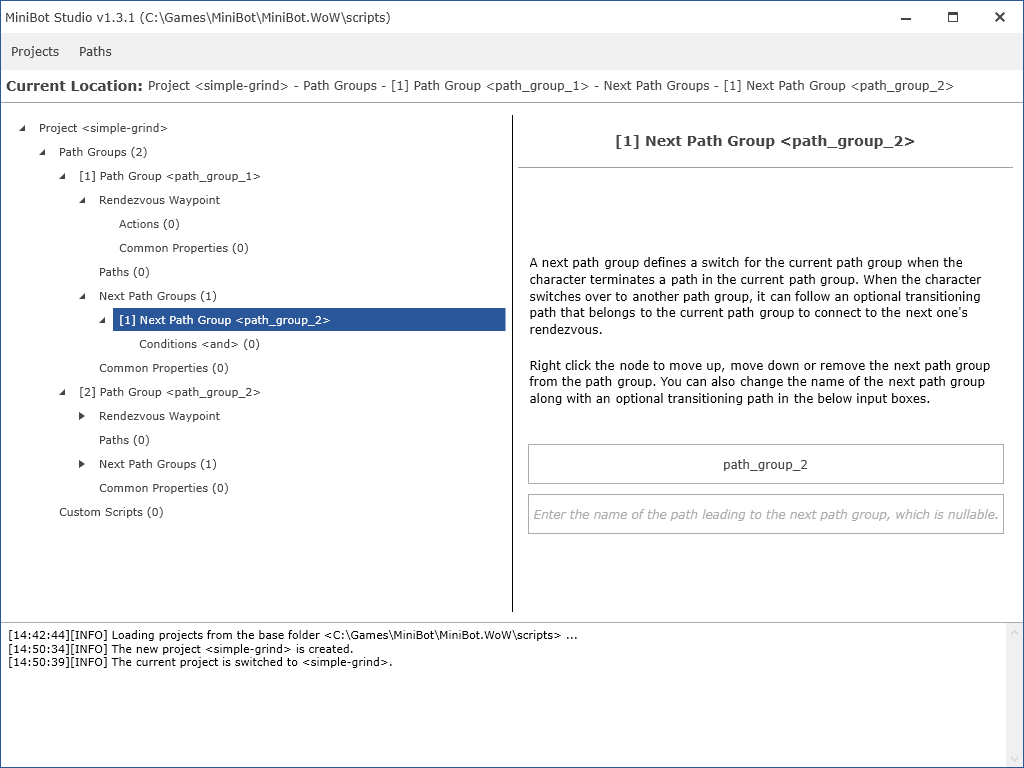 MiniBot Studio v1.3.1 (C:\Games\MiniBot\MiniBot.WoW\scripts)
Projects Paths
Current Location: Project <simple-grind> - Path Groups - [1] Path Group <path_group_1> - Next Path Groups - [1] Next Path Group <path_group_2>
Project <simple-grind>
Path Groups (2)
[1] Path Group <path_group_1>
Rendezvous Waypoint
Actions (0)
Common Properties (0)
Paths (0)
Next Path Groups (1)
[1] Next Path Group <path_group_2>
Conditions <and> (0)
Common Properties (0)
[2] Path Group <path_group_2>
Rendezvous Waypoint
Paths (0)
Next Path Groups (1)
Common Properties (0)
Custom Scripts (0)
[1] Next Path Group <path_group_2>
A next path group defines a switch for the current path group when the
character terminates a path in the current path group. When the character
switches over to another path group, it can follow an optional transitioning
path that belongs to the current path group to connect to the next one's
rendezvous.
Right click the node to move up, move down or remove the next path group
from the path group. You can also change the name of the next path group
along with an optional transitioning path in the below input boxes.
path_group_2
Enter the name of the path leading to the next path group, which is nullable.
[14:42:44][INFO] Loading projects from the base folder <C:\Games\MiniBot\MiniBot.WoW\scripts> ...
[14:50:34][INFO] The new project <simple-grind> is created.
[14:50:39][INFO] The current project is switched to <simple-grind>.